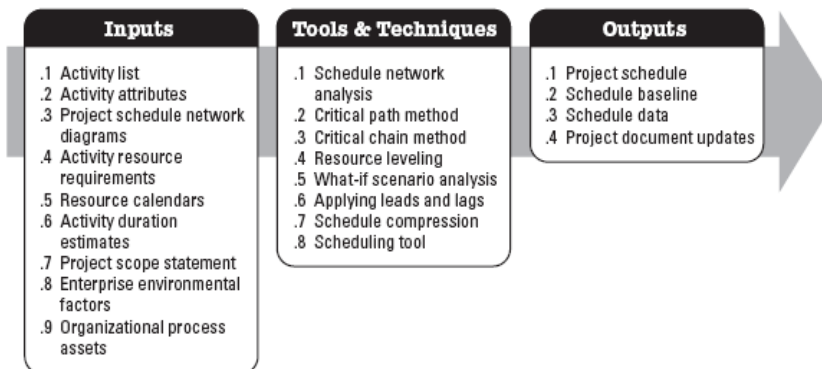 Inputs
.1 Activity list
.2 Activity attributes
.3 Project schedule network
diagrams
.4 Activity resource
requirements
.5 Resource calendars
.6 Activity duration
estimates
.7 Project scope statement
.8 Enterprise environmental
factors
.9 Organizational process
assets
Tools & Techniques
.1 Schedule network
analysis
.2 Critical path method
.3 Critical chain method
.4 Resource leveling
.5 What-if scenario analysis
.6 Applying leads and lags
.7 Schedule compression
.8 Scheduling tool
Outputs
.1 Project schedule
.2 Schedule baseline
.3 Schedule data
.4 Project document updates